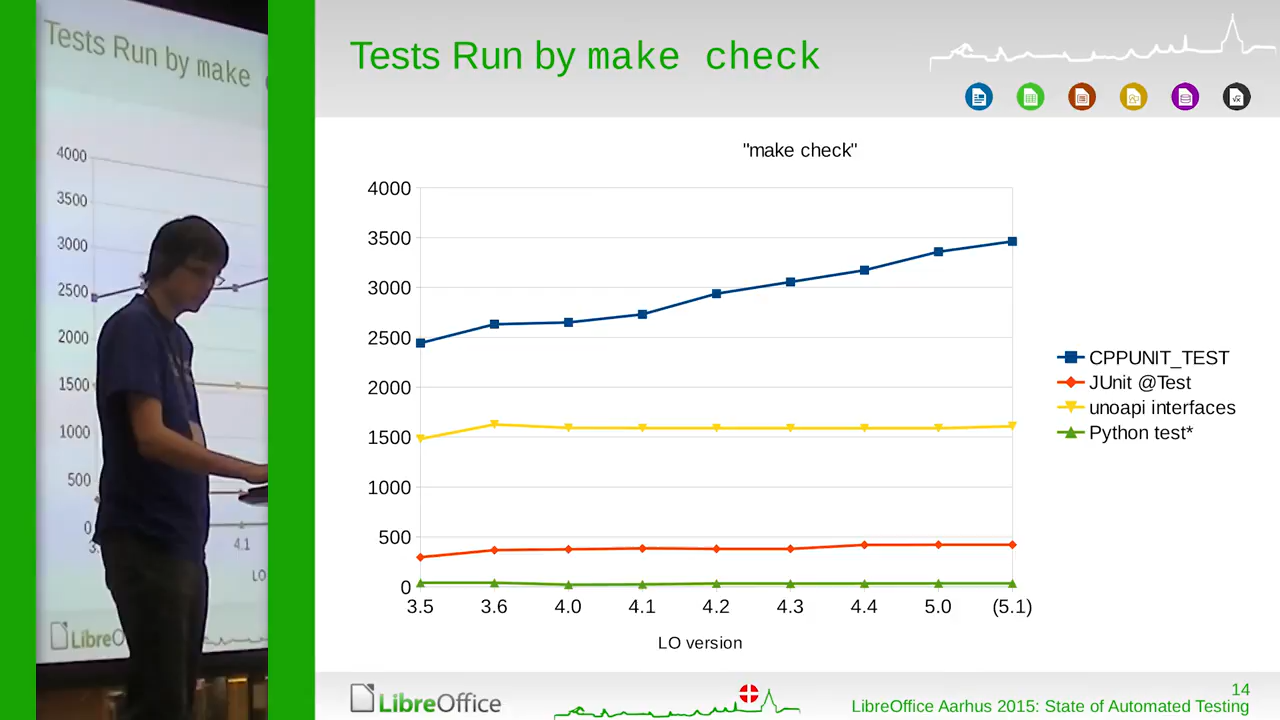 Tests Run by make
4000
3500
3000
2500
2000
1500
1000
500
0
3.
4.1
LO
LibreO
Tests Run by make check
"make check"
4000
3500
3000
2500
2000
1500
1000
500
0
3.5 3.6 4.0 4.1 4.2 4.3 4.4 5.0 (5.1)
LO version
CPPUNIT_TEST
JUnit @Test
unoapi interfaces
Python test*
LibreOffice
14
LibreOffice Aarhus 2015: State of Automated Testing